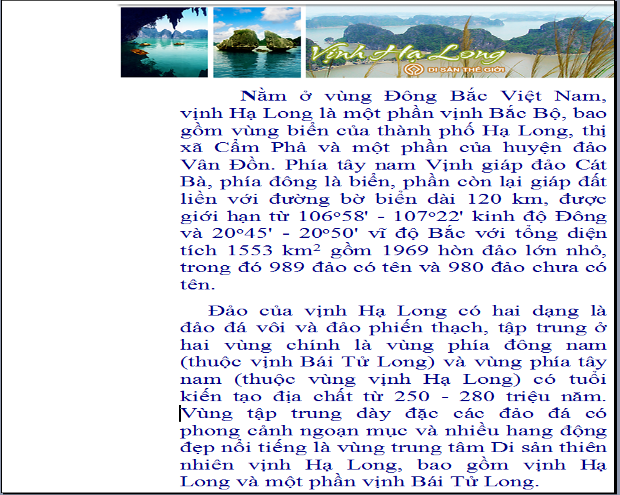 Vịnh Hạ Long
DI SẢN THẾ GIỚI
Nằm ở vùng Đông Bắc Việt Nam,
vịnh Hạ Long là một phần vịnh Bắc Bộ, bao
gồm vùng biển của thành phố Hạ Long, thị
xã Cẩm Phả và một phần của huyện đảo
Vân Đồn. Phía tây nam Vịnh giáp đảo Cát
Bà, phía đông là biển, phần còn lại giáp đất
liền với đường bờ biển dài 120 km, được
giới hạn từ 106o58' - 107o22' kinh độ Đông
và 20o45' - 20o50' vĩ độ Bắc với tổng diện
tích 1553 km² gồm 1969 hòn đảo lớn nhỏ,
trong đó 989 đảo có tên và 980 đảo chưa có
tên.
Đảo của vịnh Hạ Long có hai dạng là
đảo đá vôi và đảo phiến thạch, tập trung ở
hai vùng chính là vùng phía đông nam
(thuộc vịnh Bái Tử Long) và vùng phía tây
nam (thuộc vùng vịnh Hạ Long) có tuổi
kiến tạo địa chất từ 250 - 280 triệu năm.
Vùng tập trung dày đặc các đảo đá có
phong cảnh ngoạn mục và nhiều hang động
đẹp nổi tiếng là vùng trung tâm Di sản thiên
nhiên vịnh Hạ Long, bao gồm vịnh Hạ
Long và một phần vịnh Bái Tử Long.